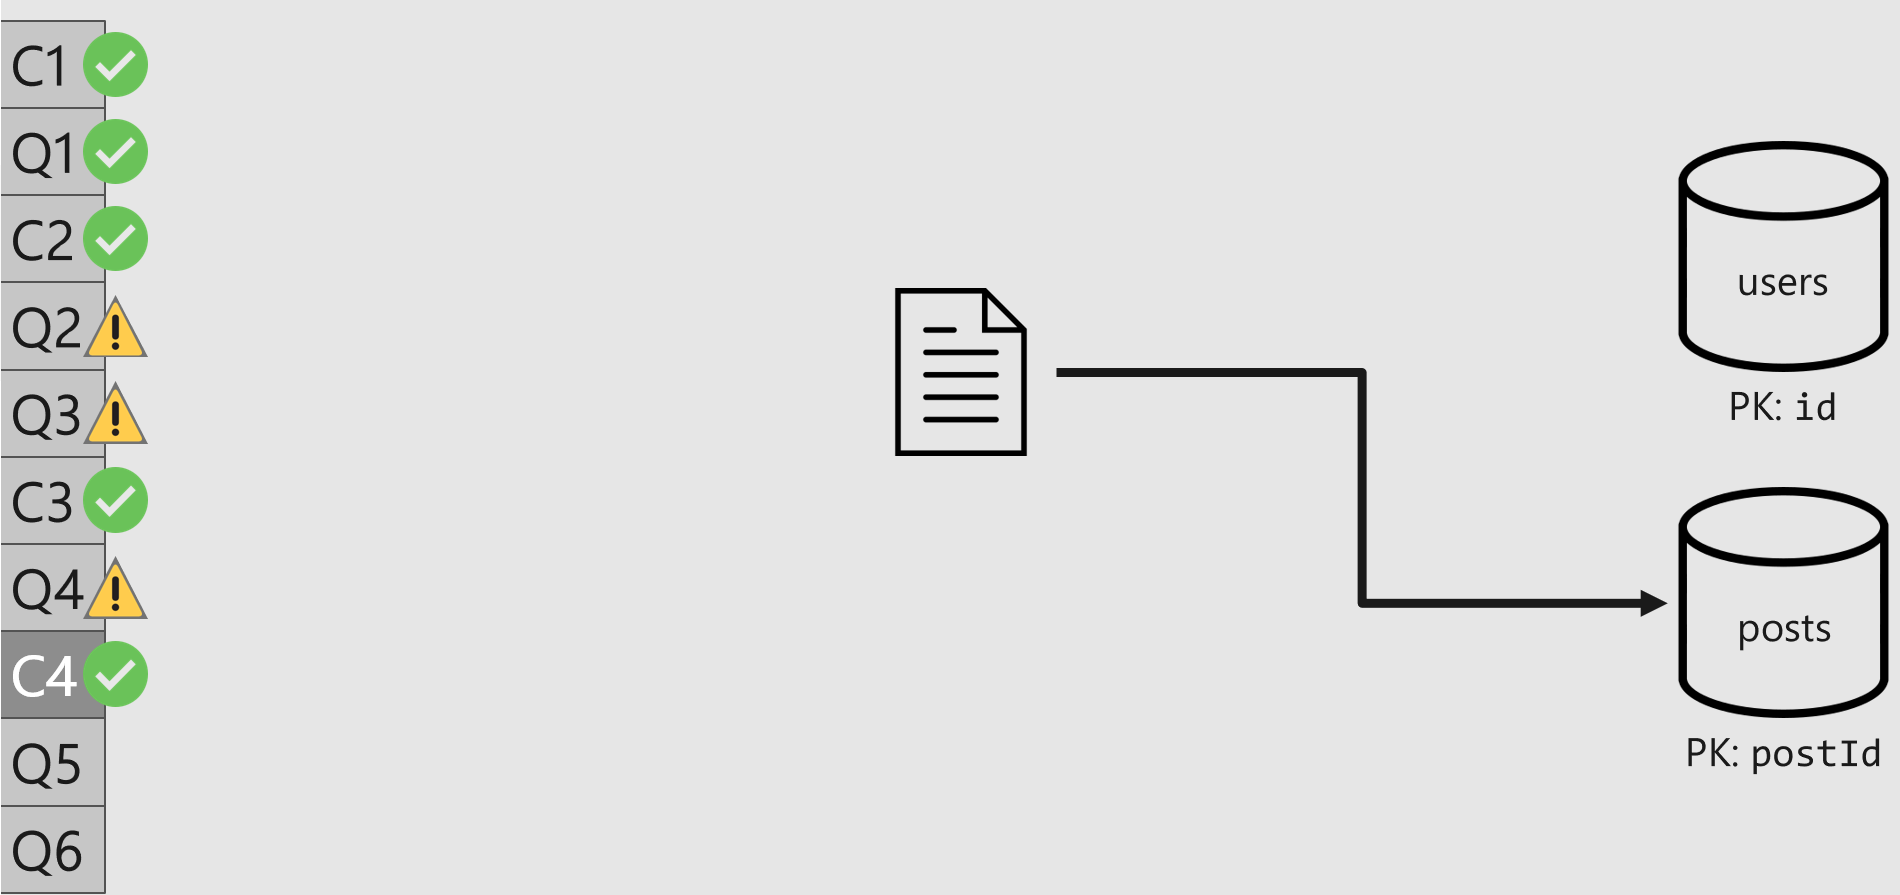 C1
Q1
C2
Q2
Q3
C3
Q4
C4
Q5
Q6
users
PK: id
posts
PK: postId